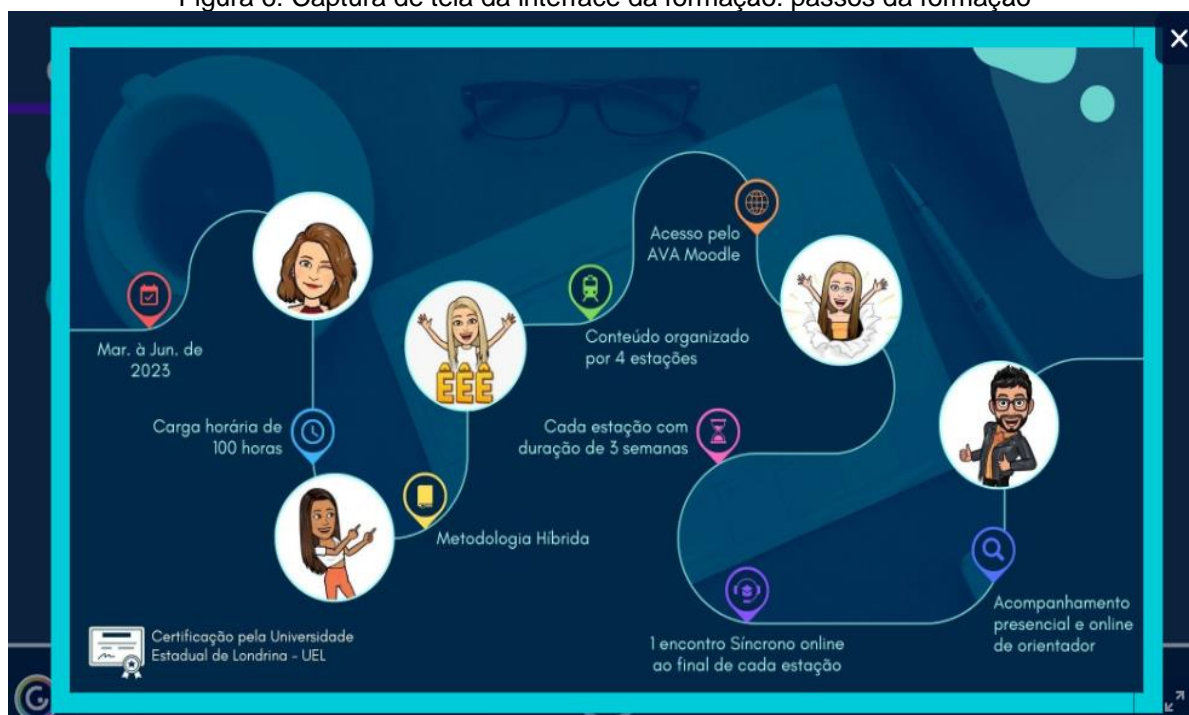 Figura 6: Captura de tela da interface da formação: passos da formação
Mar. à Jun. de
2023
Carga horária de
100 horas
Metodologia Híbrida
ÊÊÊ
Conteúdo organizado
por 4 estações
Acesso pelo
AVA Moodle
Cada estação com
duração de 3 semanas
1 encontro Síncrono online
ao final de cada estação
Acompanhamento
presencial e online
de orientador
Certificação pela Universidade
Estadual de Londrina - UEL